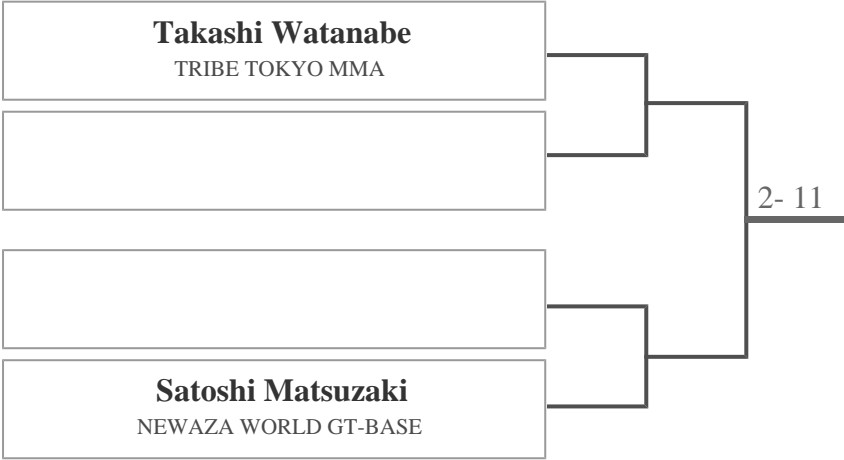 Takashi Watanabe
TRIBE TOKYO MMA
2- 11
Satoshi Matsuzaki
NEWAZA WORLD GT-BASE